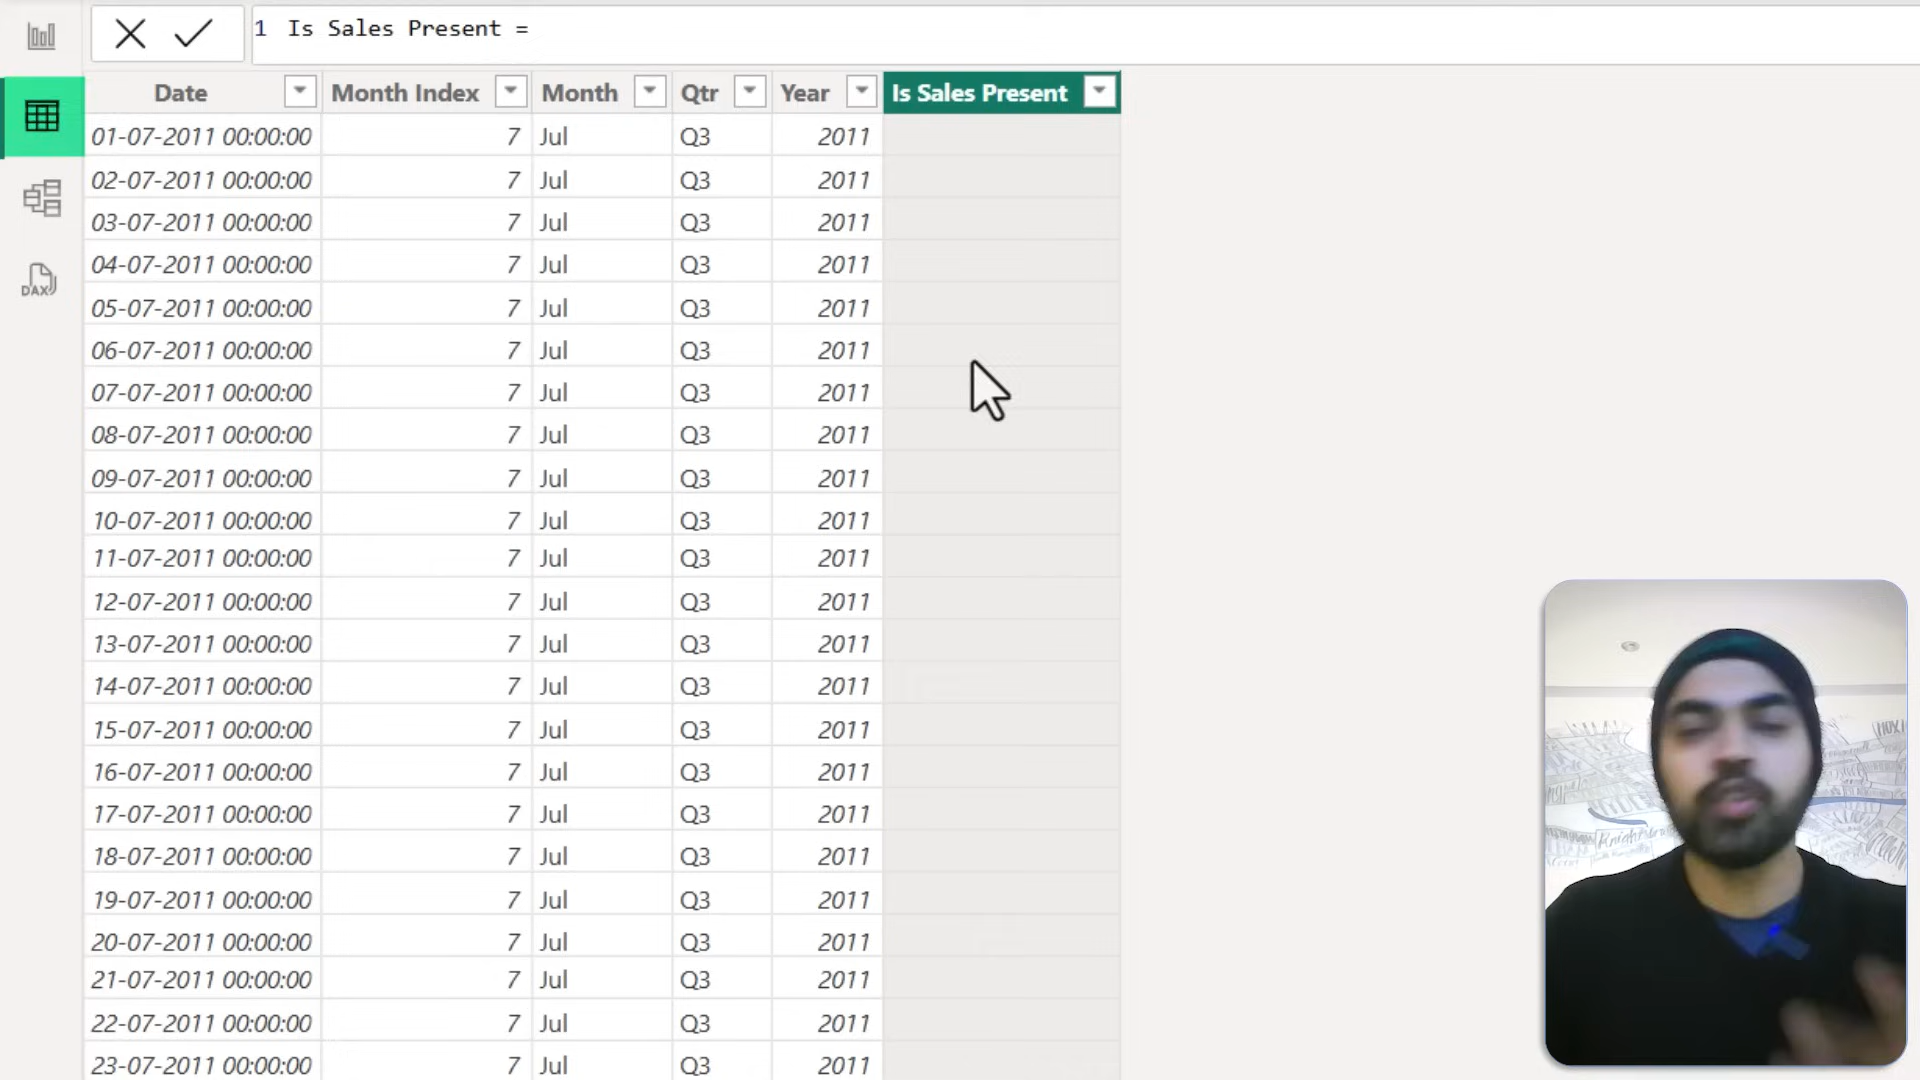 1 Is Sales Present =
Date Month Index Month Qtr Year Is Sales Present
01-07-2011 00:00:00 7 Jul Q3 2011
02-07-2011 00:00:00 7 Jul Q3 2011
03-07-2011 00:00:00 7 Jul Q3 2011
04-07-2011 00:00:00 7 Jul Q3 2011
05-07-2011 00:00:00 7 Jul Q3 2011
06-07-2011 00:00:00 7 Jul Q3 2011
07-07-2011 00:00:00 7 Jul Q3 2011
08-07-2011 00:00:00 7 Jul Q3 2011
09-07-2011 00:00:00 7 Jul Q3 2011
10-07-2011 00:00:00 7 Jul Q3 2011
11-07-2011 00:00:00 7 Jul Q3 2011
12-07-2011 00:00:00 7 Jul Q3 2011
13-07-2011 00:00:00 7 Jul Q3 2011
14-07-2011 00:00:00 7 Jul Q3 2011
15-07-2011 00:00:00 7 Jul Q3 2011
16-07-2011 00:00:00 7 Jul Q3 2011
17-07-2011 00:00:00 7 Jul Q3 2011
18-07-2011 00:00:00 7 Jul Q3 2011
19-07-2011 00:00:00 7 Jul Q3 2011
20-07-2011 00:00:00 7 Jul Q3 2011
21-07-2011 00:00:00 7 Jul Q3 2011
22-07-2011 00:00:00 7 Jul Q3 2011
23-07-2011 00:00:00 7 Jul Q3 2011
DAX